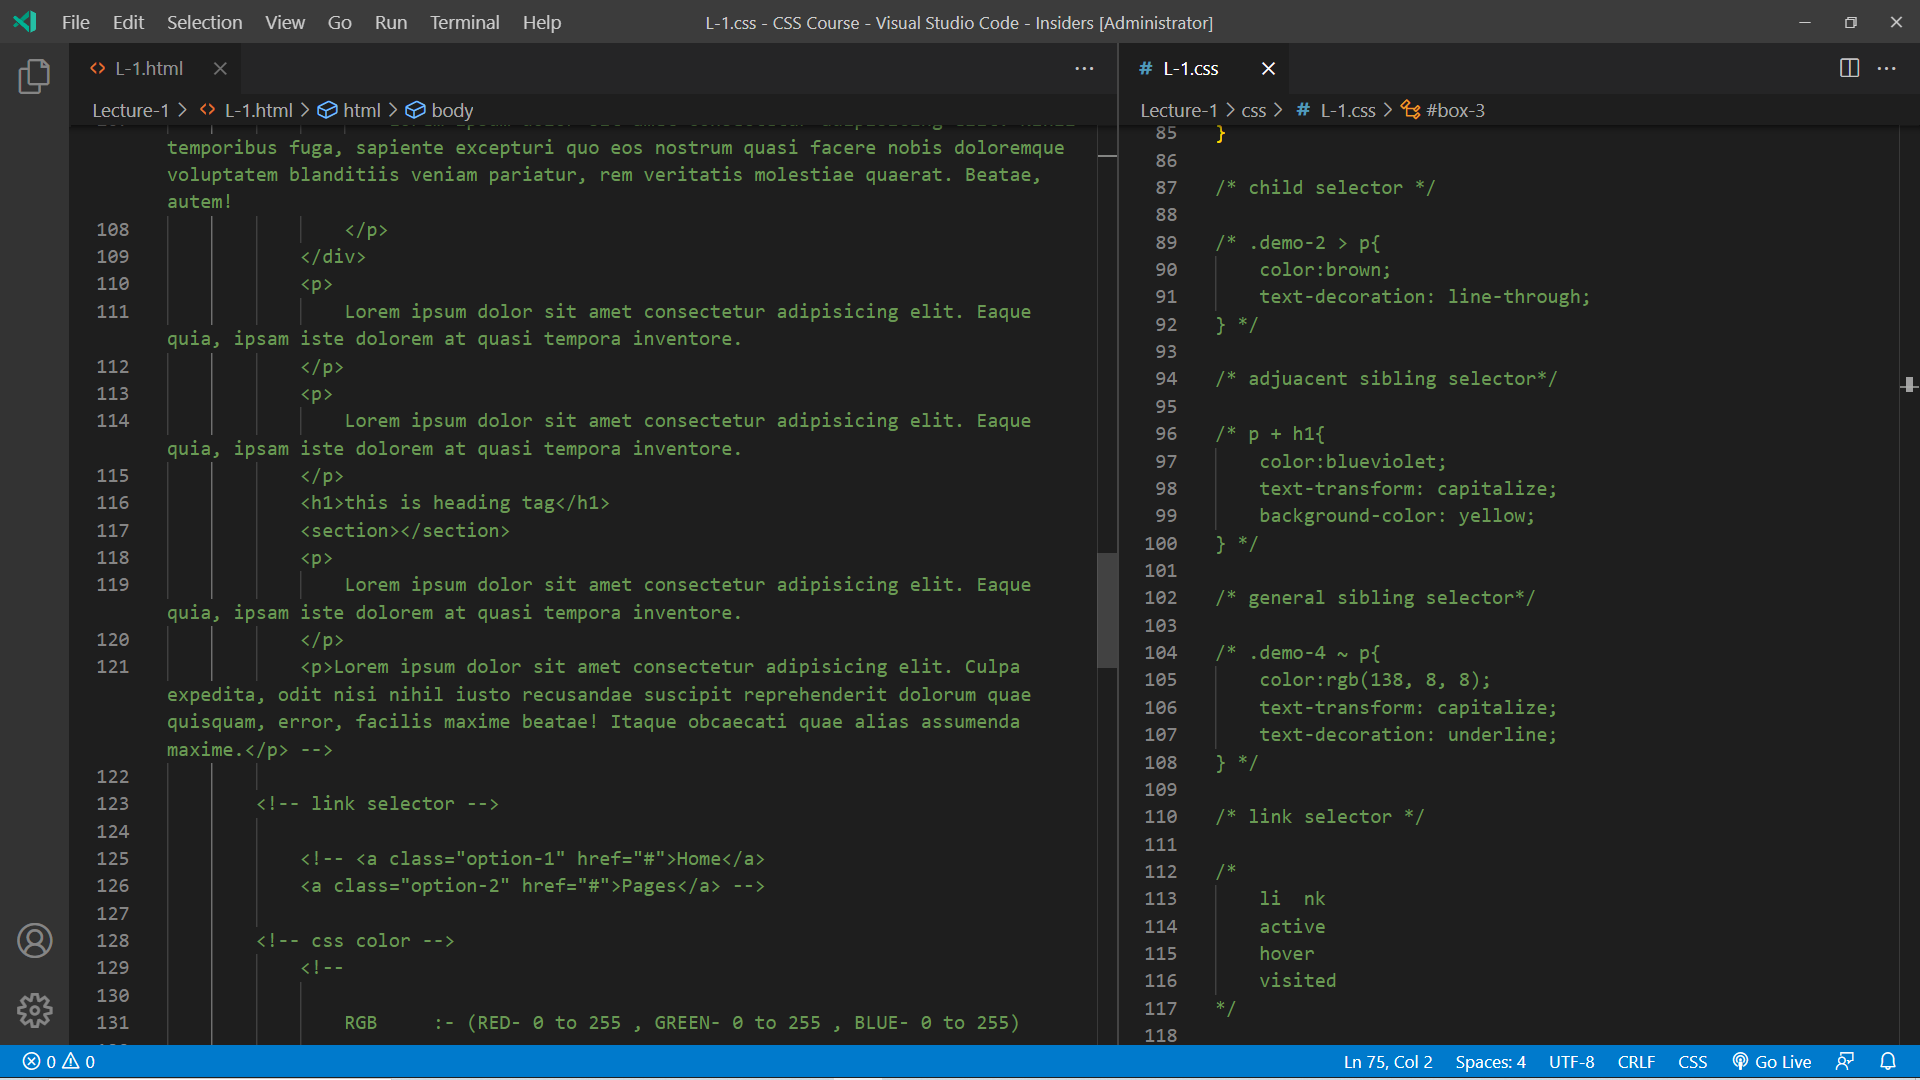 File Edit Selection View Go Run Terminal Help
L-1.css - CSS Course - Visual Studio Code - Insiders [Administrator]
L-1.html
Lecture-1 > L-1.html > html > body
temporibus fuga, sapiente excepturi quo eos nostrum quasi facere nobis doloremque
voluptatem blanditiis veniam pariatur, rem veritatis molestiae quaerat. Beatae,
autem!
108 </p>
109 </div>
110 <p>
111 Lorem ipsum dolor sit amet consectetur adipisicing elit. Eaque
quia, ipsam iste dolorem at quasi tempora inventore.
112 </p>
113 <p>
114 Lorem ipsum dolor sit amet consectetur adipisicing elit. Eaque
quia, ipsam iste dolorem at quasi tempora inventore.
115 </p>
116 <h1>this is heading tag</h1>
117 <section></section>
118 <p>
119 Lorem ipsum dolor sit amet consectetur adipisicing elit. Eaque
quia, ipsam iste dolorem at quasi tempora inventore.
120 </p>
121 <p>Lorem ipsum dolor sit amet consectetur adipisicing elit. Culpa
expedita, odit nisi nihil iusto recusandae suscipit reprehenderit dolorum quae
quisquam, error, facilis maxime beatae! Itaque obcaecati quae alias assumenda
maxime.</p> -->
122
123 <!-- link selector -->
124
125 <!-- <a class="option-1" href="#">Home</a>
126 <a class="option-2" href="#">Pages</a> -->
127
128 <!-- css color -->
129 <!--
130
131 RGB :- (RED- 0 to 255 , GREEN- 0 to 255 , BLUE- 0 to 255)
# L-1.css
Lecture-1 > css > # L-1.css > #box-3
85 }
86
87 /* child selector */
88
89 /* .demo-2 > p{
90 color:brown;
91 text-decoration: line-through;
92 } */
93
94 /* adjuacent sibling selector*/
95
96 /* p + h1{
97 color:blueviolet;
98 text-transform: capitalize;
99 background-color: yellow;
100 } */
101
102 /* general sibling selector*/
103
104 /* .demo-4 ~ p{
105 color:rgb(138, 8, 8);
106 text-transform: capitalize;
107 text-decoration: underline;
108 } */
109
110 /* link selector */
111
112 /*
113 li  nk
114 active
115 hover
116 visited
117 */
118
0 0 Ln 75, Col 2 Spaces: 4 UTF-8 CRLF CSS Go Live